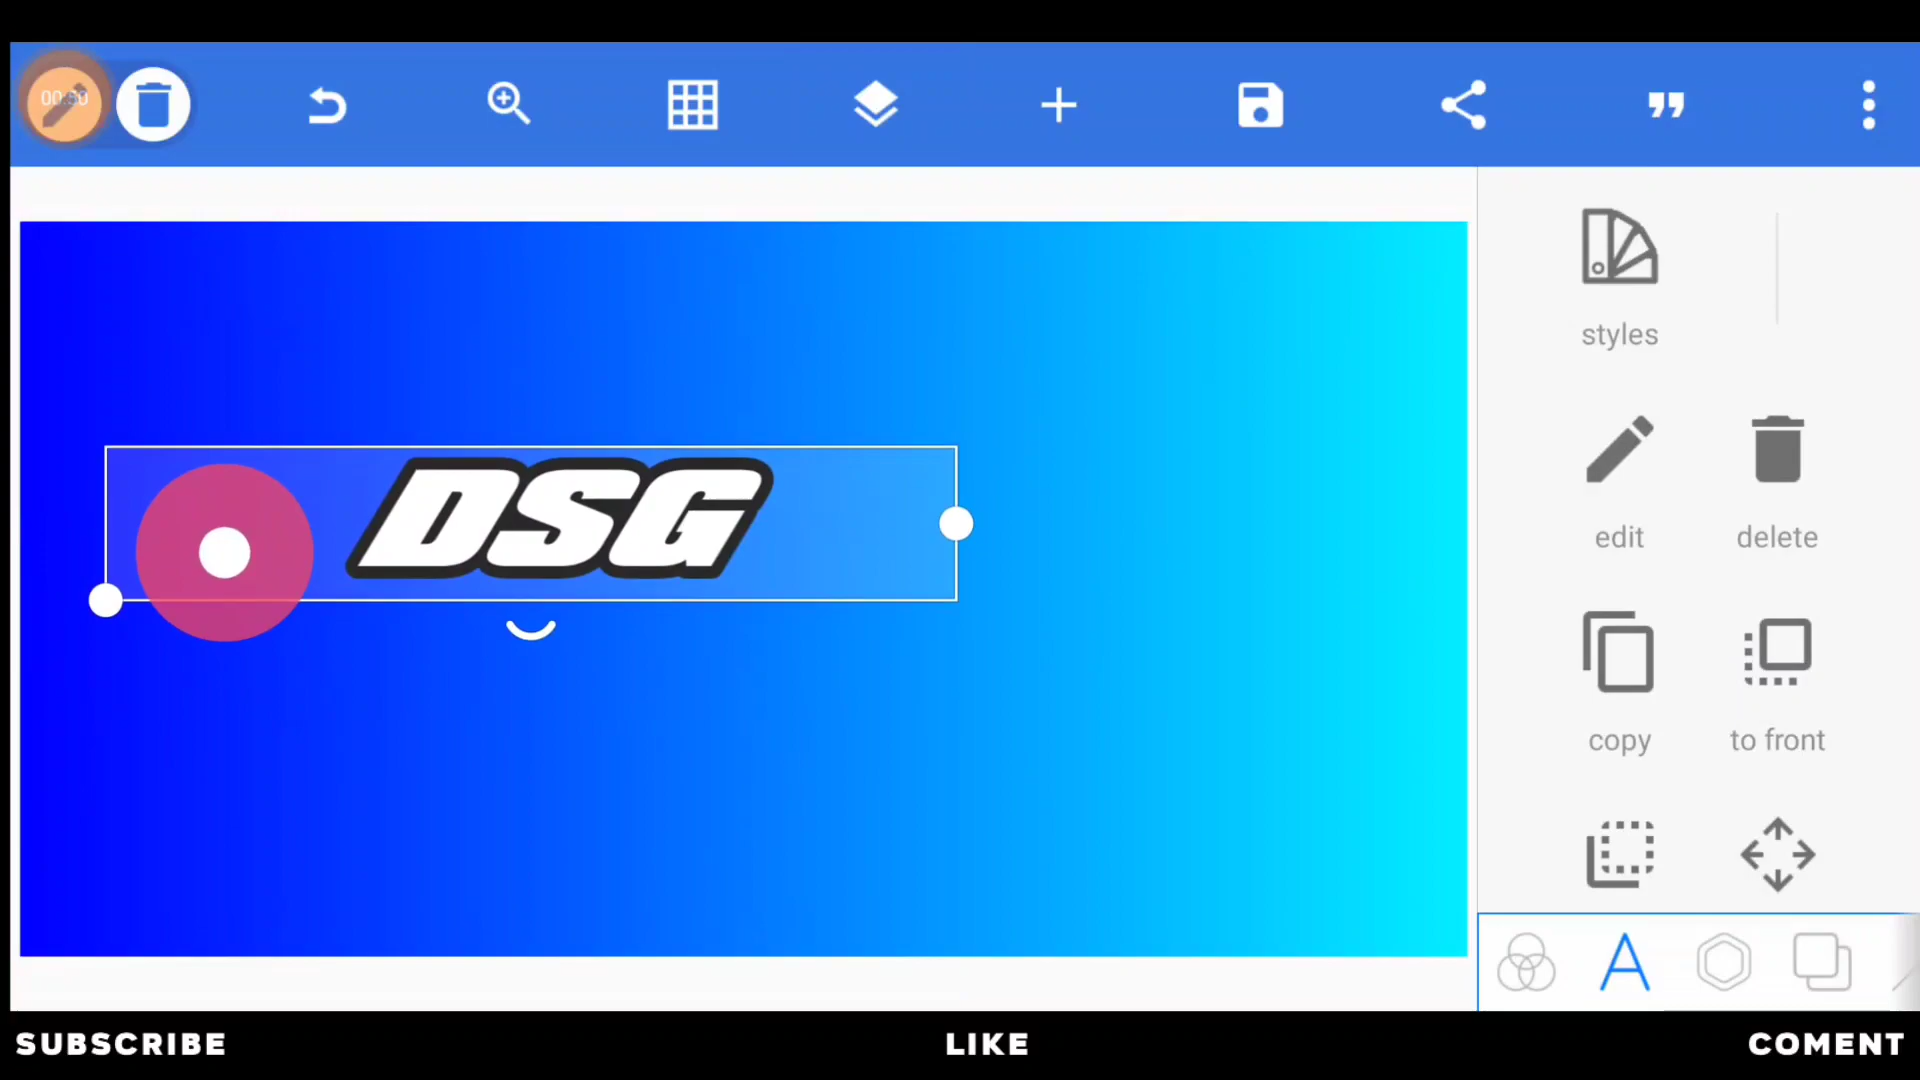 00:30
styles
DSG
edit
delete
copy
to front
SUBSCRIBE
LIKE
COMENT